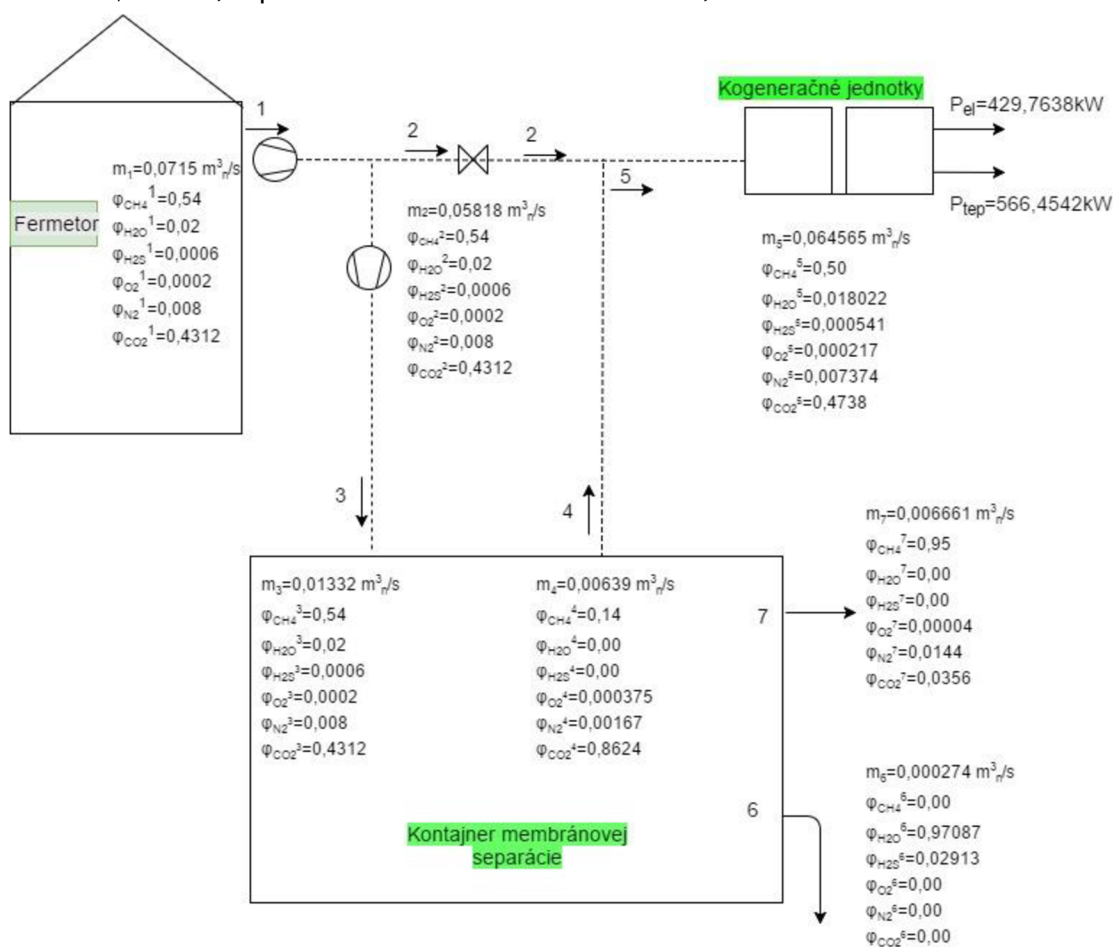 Kogeneračné jednotky
Pel=429,7638kW
Ptep=566,4542kW
1
2
2
5
Fermetor
m₁=0,0715 m³ₙ/s
φCH4¹=0,54
φH2O¹=0,02
φH2S¹=0,0006
φO2¹=0,0002
φN2¹=0,008
φCO2¹=0,4312
m2=0,05818 m³ₙ/s
φCH4²=0,54
φH2O²=0,02
φH2S²=0,0006
φO2²=0,0002
φN2²=0,008
φCO2²=0,4312
m₅=0,064565 m³ₙ/s
φCH4⁵=0,50
φH2O⁵=0,018022
φH2S⁵=0,000541
φO2⁵=0,000217
φN2⁵=0,007374
φCO2⁵=0,4738
3
4
m₃=0,01332 m³ₙ/s
φCH4³=0,54
φH2O³=0,02
φH2S³=0,0006
φO2³=0,0002
φN2³=0,008
φCO2³=0,4312
m₄=0,00639 m³ₙ/s
φCH4⁴=0,14
φH2O⁴=0,00
φH2S⁴=0,00
φO2⁴=0,000375
φN2⁴=0,00167
φCO2⁴=0,8624
7
m₇=0,006661 m³ₙ/s
φCH4⁷=0,95
φH2O⁷=0,00
φH2S⁷=0,00
φO2⁷=0,00004
φN2⁷=0,0144
φCO2⁷=0,0356
Kontajner membránovej
separácie
6
m₆=0,000274 m³ₙ/s
φCH4⁶=0,00
φH2O⁶=0,97087
φH2S⁶=0,02913
φO2⁶=0,00
φN2⁶=0,00
φCO2⁶=0,00